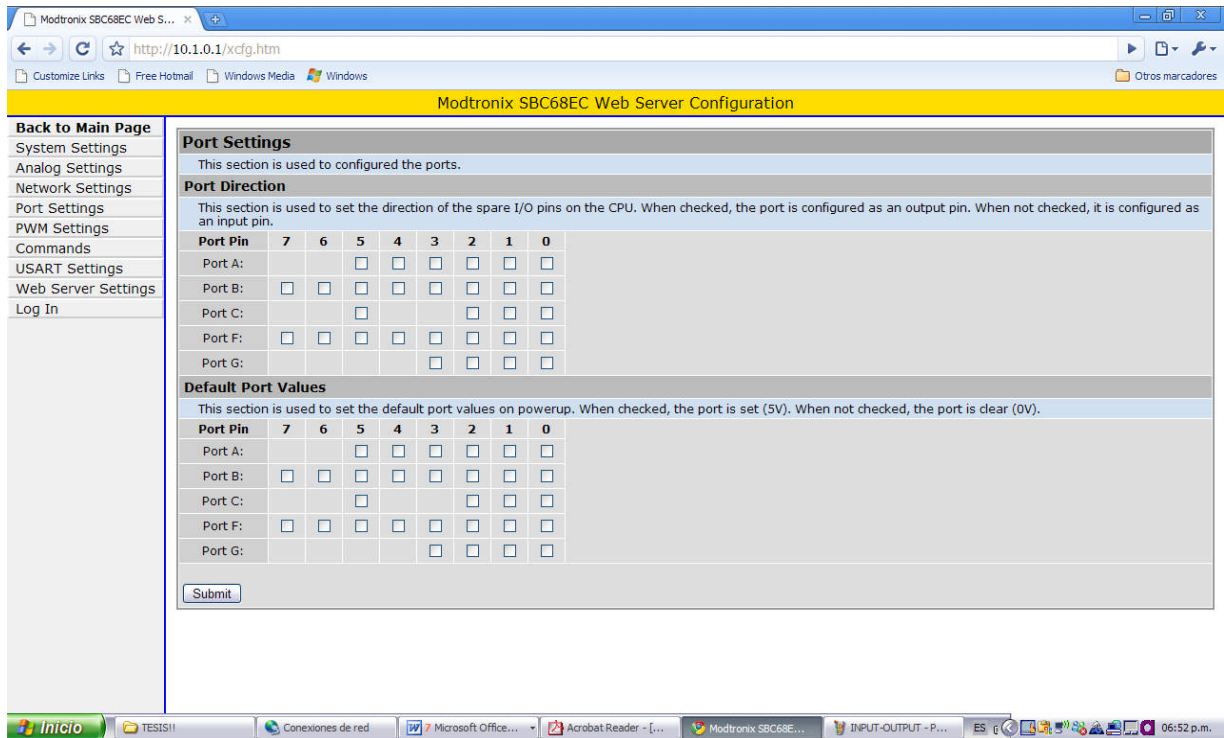 Modtronix SBC68EC Web S...
http://10.1.0.1/xcfg.htm
Customize Links Free Hotmail Windows Media Windows Otros marcadores
Modtronix SBC68EC Web Server Configuration
Back to Main Page
System Settings
Analog Settings
Network Settings
Port Settings
PWM Settings
Commands
USART Settings
Web Server Settings
Log In
Port Settings
This section is used to configured the ports.
Port Direction
This section is used to set the direction of the spare I/O pins on the CPU. When checked, the port is configured as an output pin. When not checked, it is configured as
an input pin.
Port Pin 7 6 5 4 3 2 1 0
Port A:
Port B:
Port C:
Port F:
Port G:
Default Port Values
This section is used to set the default port values on powerup. When checked, the port is set (5V). When not checked, the port is clear (0V).
Port Pin 7 6 5 4 3 2 1 0
Port A:
Port B:
Port C:
Port F:
Port G:
Submit
Inicio TESIS!! Conexiones de red 7 Microsoft Office... Acrobat Reader - [... Modtronix SBC68E... INPUT-OUTPUT - P... ES 06:52 p.m.